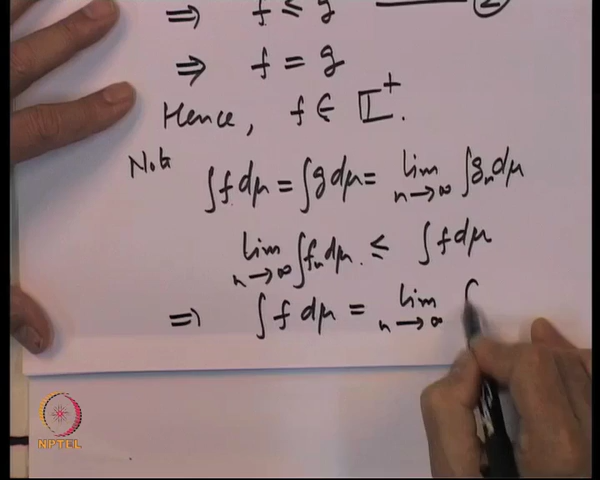 ⇒ f ≤ g ——— ②
⇒ f = g
Hence, f ∈ 𝕃⁺.
Note
∫f dμ = ∫g dμ = lim n→∞ ∫gₙ dμ
lim n→∞ ∫fₙ dμ ≤ ∫f dμ
⇒ ∫f dμ = lim n→∞ ∫
NPTEL